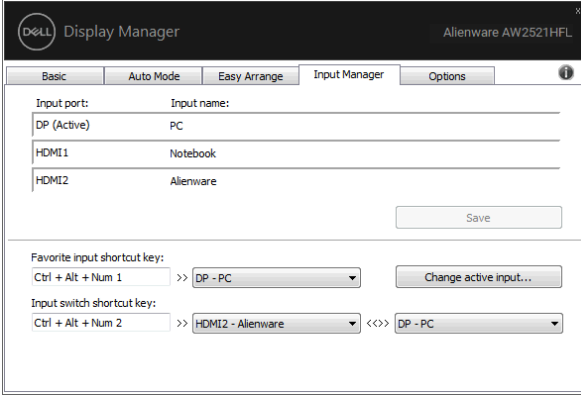 DELL Display Manager Alienware AW2521HFL
Basic Auto Mode Easy Arrange Input Manager Options
Input port: Input name:
DP (Active) PC
HDMI1 Notebook
HDMI2 Alienware
Save
Favorite input shortcut key:
Ctrl + Alt + Num 1 >> DP - PC Change active input...
Input switch shortcut key:
Ctrl + Alt + Num 2 >> HDMI2 - Alienware <<>> DP - PC